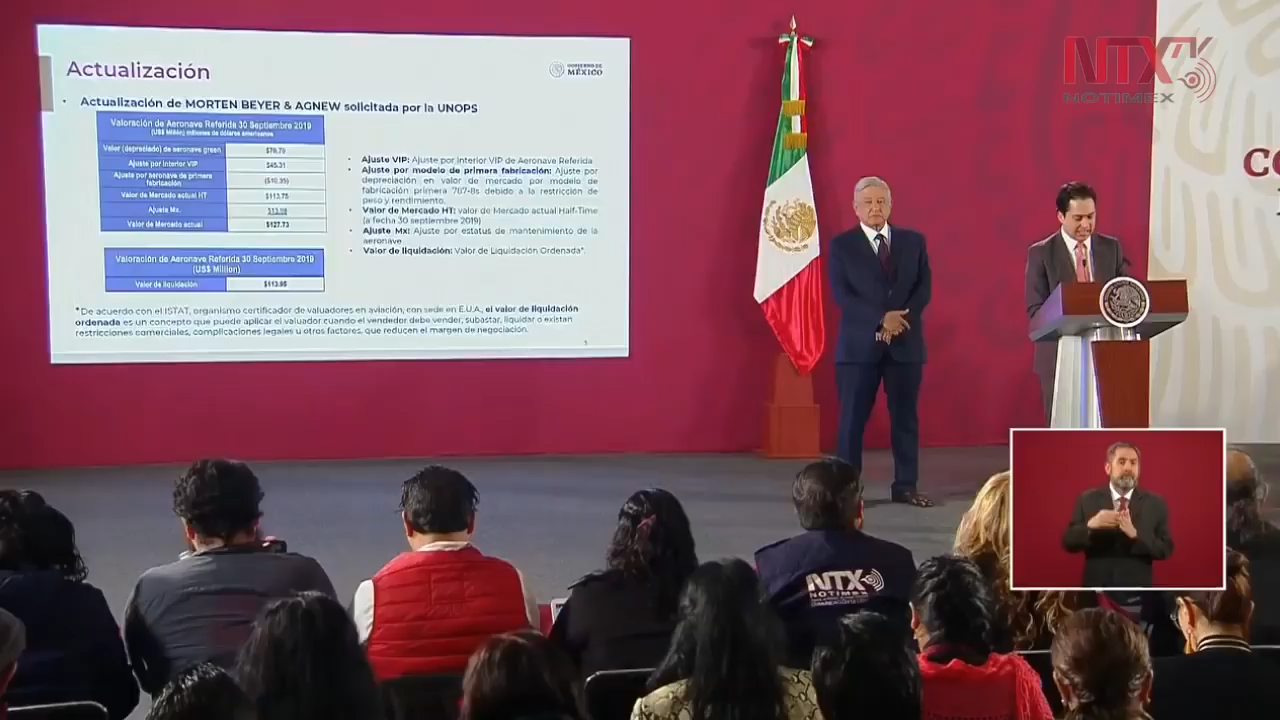 Actualización
GOBIERNO DE
MÉXICO
• Actualización de MORTEN BEYER & AGNEW solicitada por la UNOPS
Valoración de Aeronave Referida 30 Septiembre 2019
(US$ Millón) millones de dólares americanos
Valor (depreciado) de aeronave green
Ajuste por interior VIP $45.31
Ajuste por aeronave de primera
fabricación
Valor de Mercado actual HT $113.75
Ajuste Mx. $13.98
Valor de Mercado actual $127.73
Valoración de Aeronave Referida 30 Septiembre 2019
(US$ Million)
Valor de liquidación
• Ajuste VIP: Ajuste por interior VIP de Aeronave Referida
• Ajuste por modelo de primera fabricación: Ajuste por
depreciación en valor de mercado por modelo de
fabricación primera 787-8s debido a la restricción de
peso y rendimiento.
• Valor de Mercado HT: valor de Mercado actual Half-Time
(a fecha 30 septiembre 2019)
• Ajuste Mx: Ajuste por estatus de mantenimiento de la
aeronave
• Valor de liquidación: Valor de Liquidación Ordenada*.
*De acuerdo con el ISTAT, organismo certificador de valuadores en aviación, con sede en E.U.A, el valor de liquidación
ordenada es un concepto que puede aplicar el valuador cuando el vendedor debe vender, subastar, liquidar o existan
restricciones comerciales, complicaciones legales u otros factores, que reducen el margen de negociación.
NTX TV
NOTIMEX
CO
NTX
NOTIMEX